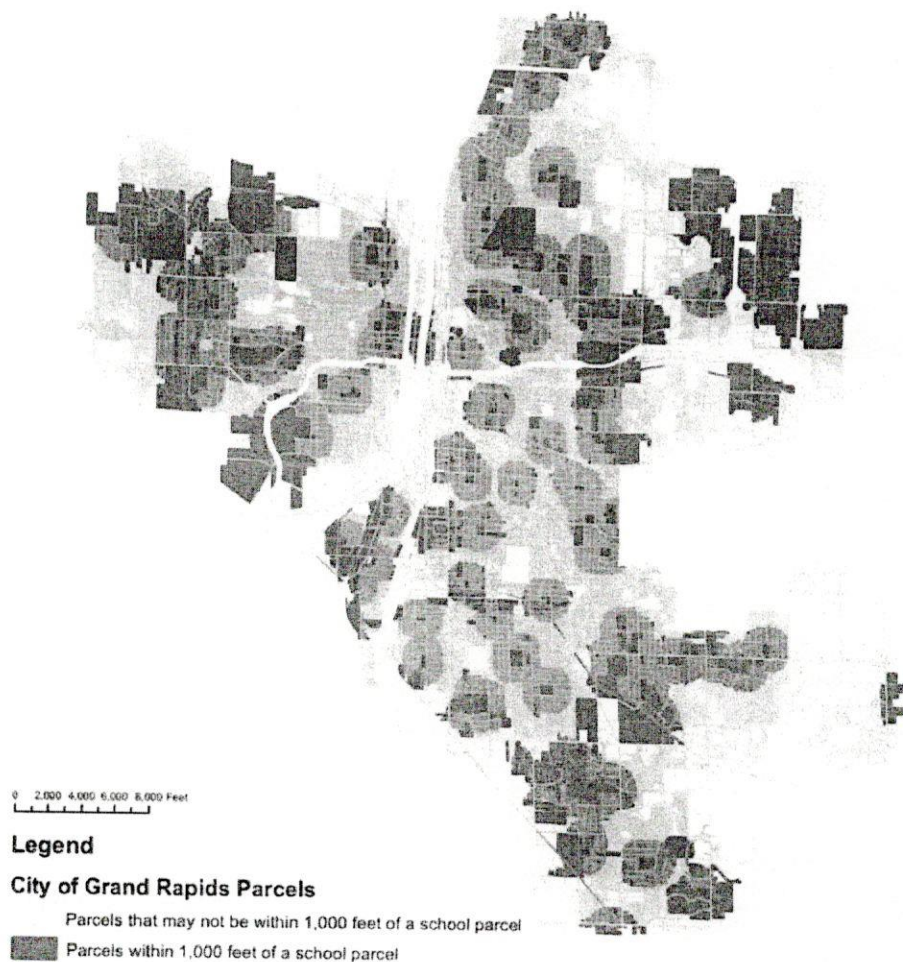 0 2,000 4,000 6,000 8,000 Feet
Legend
City of Grand Rapids Parcels
Parcels that may not be within 1,000 feet of a school parcel
Parcels within 1,000 feet of a school parcel